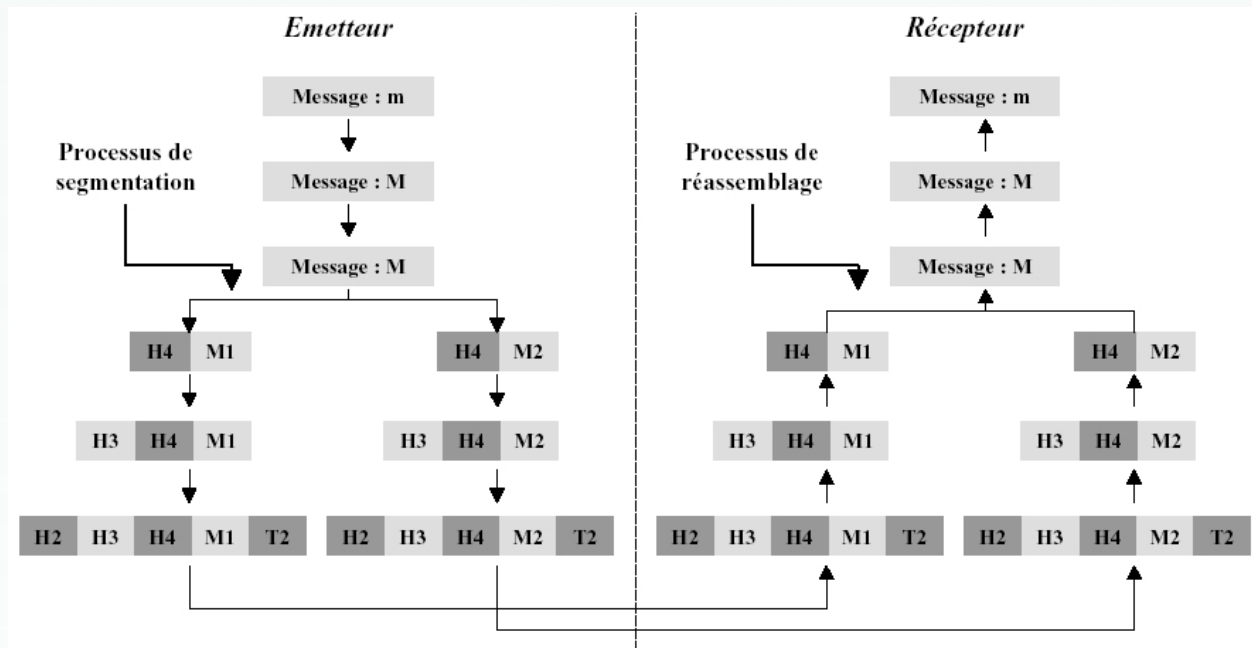 Emetteur
Récepteur
Message : m
Message : m
Processus de
segmentation
Message : M
Processus de
réassemblage
Message : M
Message : M
Message : M
H4 M1
H4 M2
H4 M1
H4 M2
H3 H4 M1
H3 H4 M2
H3 H4 M1
H3 H4 M2
H2 H3 H4 M1 T2
H2 H3 H4 M2 T2
H2 H3 H4 M1 T2
H2 H3 H4 M2 T2